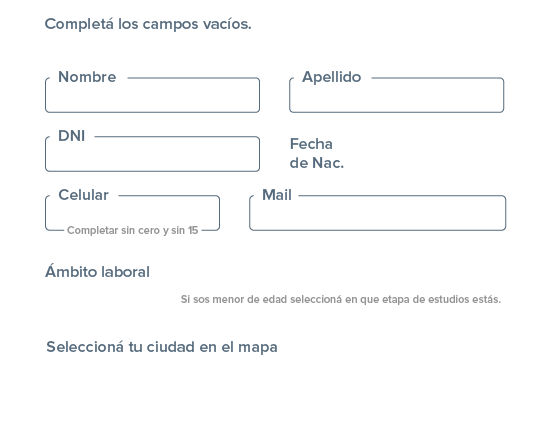 Completá los campos vacíos.
Nombre
Apellido
DNI
Fecha
de Nac.
Celular
Mail
Completar sin cero y sin 15
Ámbito laboral
Si sos menor de edad seleccioná en que etapa de estudios estás.
Seleccioná tu ciudad en el mapa